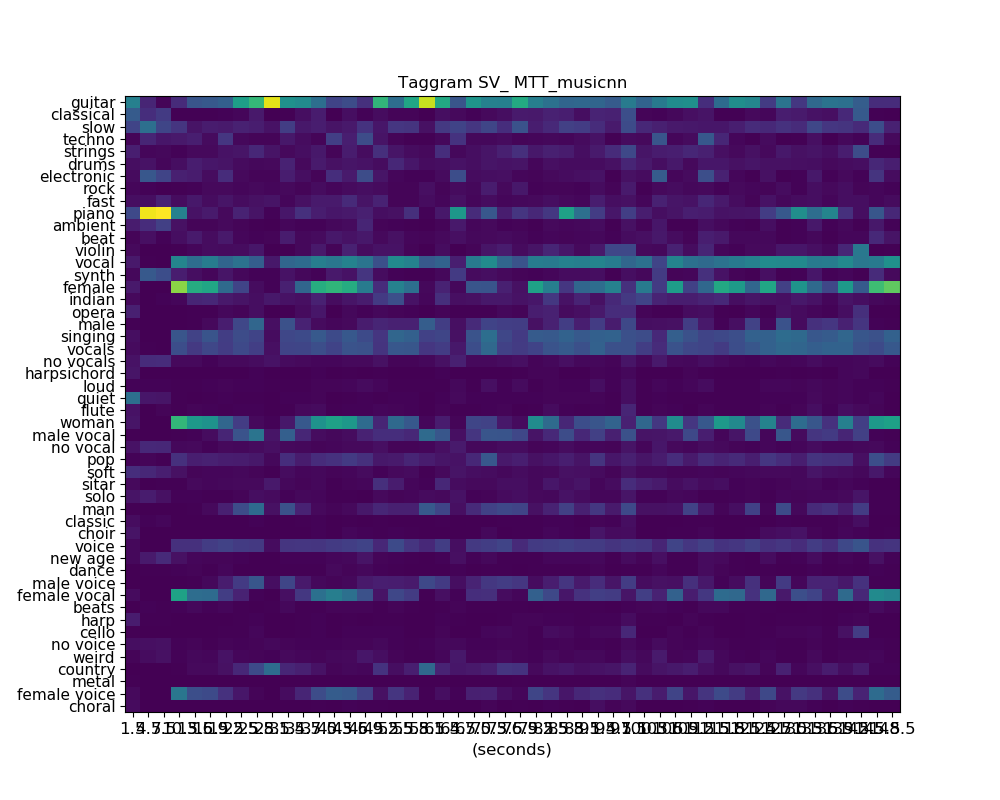 Taggram SV_ MTT_musicnn
guitar
classical
slow
techno
strings
drums
electronic
rock
fast
piano
ambient
beat
violin
vocal
synth
female
indian
opera
male
singing
vocals
no vocals
harpsichord
loud
quiet
flute
woman
male vocal
no vocal
pop
soft
sitar
solo
man
classic
choir
voice
new age
dance
male voice
female vocal
beats
harp
cello
no voice
weird
country
metal
female voice
choral
(seconds)